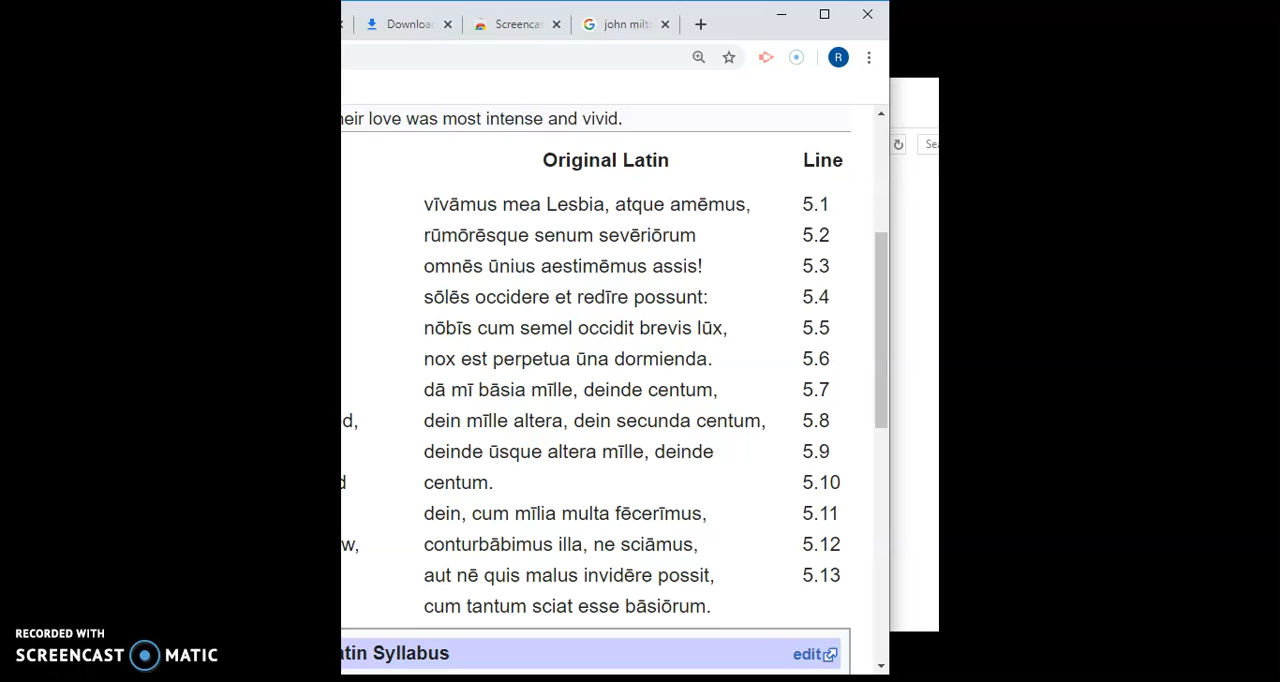 Downloa
Screencas
john milt
R
heir love was most intense and vivid.
Sea
Original Latin Line
vīvāmus mea Lesbia, atque amēmus, 5.1
rūmōrēsque senum sevēriōrum 5.2
omnēs ūnius aestimēmus assis! 5.3
sōlēs occidere et redīre possunt: 5.4
nōbīs cum semel occidit brevis lūx, 5.5
nox est perpetua ūna dormienda. 5.6
dā mī bāsia mīlle, deinde centum, 5.7
d, dein mīlle altera, dein secunda centum, 5.8
deinde ūsque altera mīlle, deinde 5.9
d centum. 5.10
dein, cum mīlia multa fēcerīmus, 5.11
w, conturbābimus illa, ne sciāmus, 5.12
aut nē quis malus invidēre possit, 5.13
cum tantum sciat esse bāsiōrum.
atin Syllabus edit
RECORDED WITH
SCREENCAST MATIC